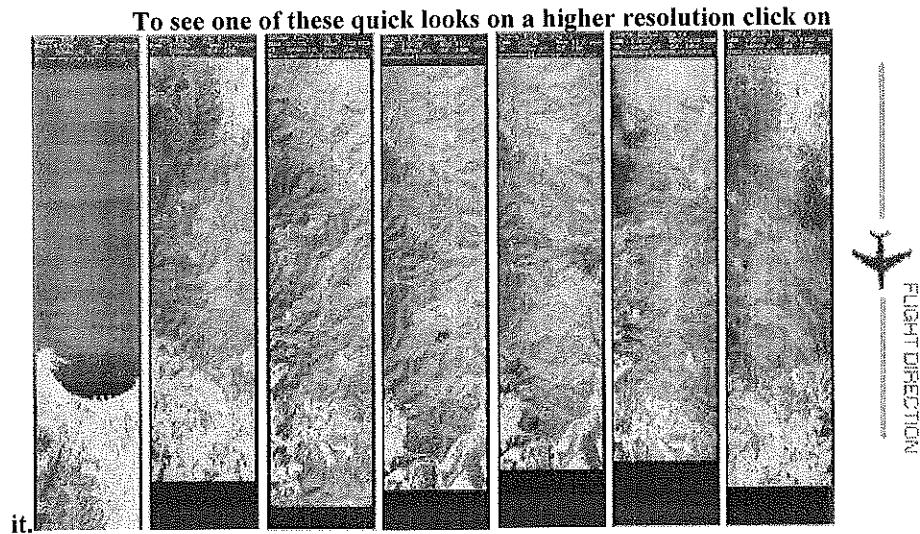 To see one of these quick looks on a higher resolution click on
it.
FLIGHT DIRECTION